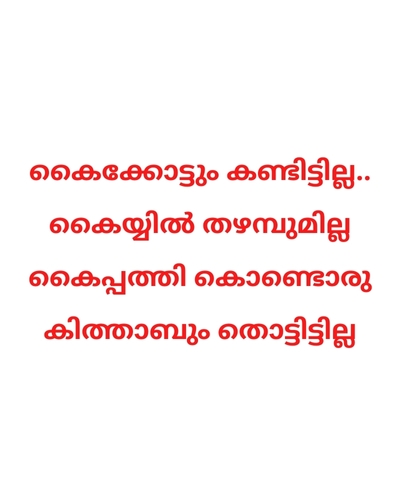 കൈക്കോട്ടും കണ്ടിട്ടില്ല..
കൈയ്യിൽ തഴമ്പുമില്ല
കൈപ്പത്തി കൊണ്ടൊരു
കിത്താബും തൊട്ടിട്ടില്ല